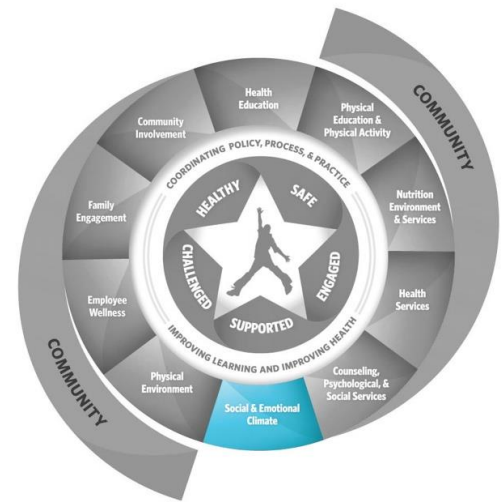 COMMUNITY
Health
Education
Physical
Education &
Physical Activity
Nutrition
Environment
& Services
Health
Services
Counseling,
Psychological, &
Social Services
Social & Emotional
Climate
Physical
Environment
Employee
Wellness
Family
Engagement
Community
Involvement
COORDINATING POLICY, PROCESS, & PRACTICE
IMPROVING LEARNING AND IMPROVING HEALTH
HEALTHY
SAFE
ENGAGED
SUPPORTED
CHALLENGED
COMMUNITY